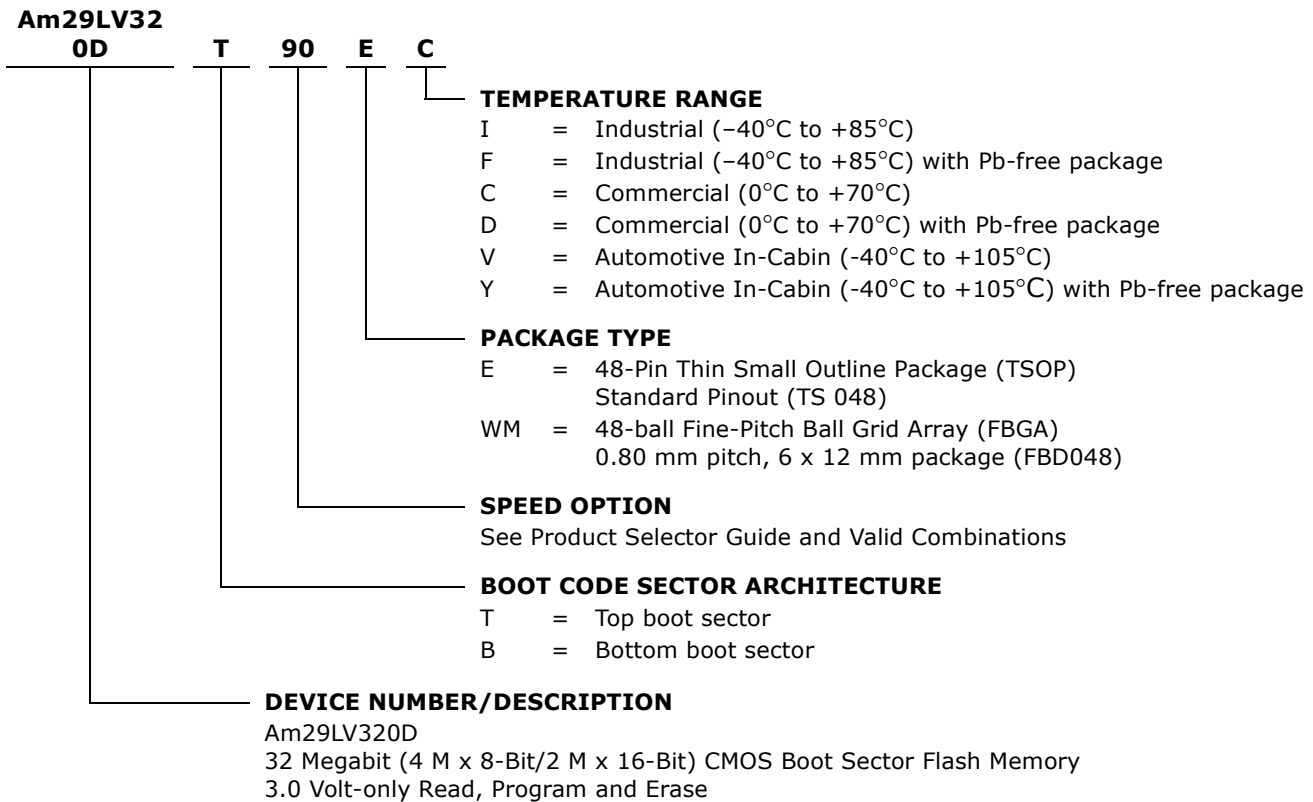 Am29LV32
0D T 90 E C
TEMPERATURE RANGE
I = Industrial (–40°C to +85°C)
F = Industrial (–40°C to +85°C) with Pb-free package
C = Commercial (0°C to +70°C)
D = Commercial (0°C to +70°C) with Pb-free package
V = Automotive In-Cabin (-40°C to +105°C)
Y = Automotive In-Cabin (-40°C to +105°C) with Pb-free package
PACKAGE TYPE
E = 48-Pin Thin Small Outline Package (TSOP)
Standard Pinout (TS 048)
WM = 48-ball Fine-Pitch Ball Grid Array (FBGA)
0.80 mm pitch, 6 x 12 mm package (FBD048)
SPEED OPTION
See Product Selector Guide and Valid Combinations
BOOT CODE SECTOR ARCHITECTURE
T = Top boot sector
B = Bottom boot sector
DEVICE NUMBER/DESCRIPTION
Am29LV320D
32 Megabit (4 M x 8-Bit/2 M x 16-Bit) CMOS Boot Sector Flash Memory
3.0 Volt-only Read, Program and Erase